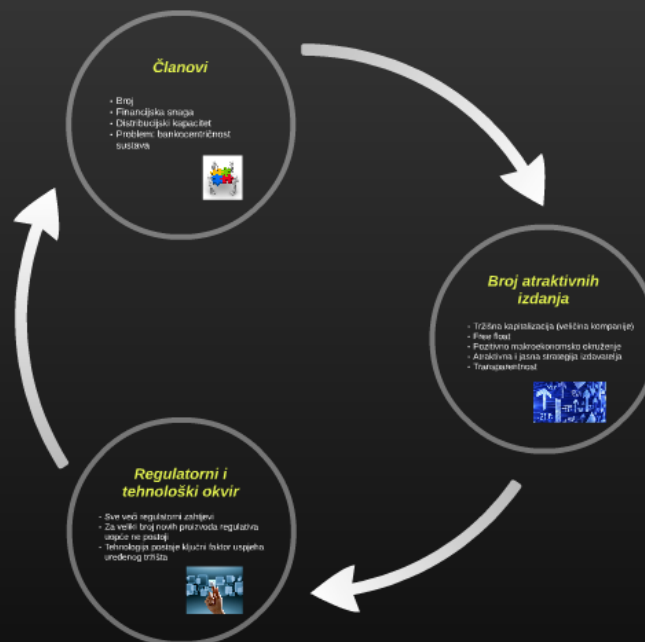 Članovi
- Broj
- Financijska snaga
- Distribucijski kapacitet
- Problem: bankocentričnost
sustava
Broj atraktivnih
izdanja
- Tržišna kapitalizacija (veličina kompanije)
- Free float
- Pozitivno makroekonomsko okruženje
- Atraktivna i jasna strategija izdavatelja
- Transparentnost
Regulatorni i
tehnološki okvir
- Sve veći regulatorni zahtjevi
- Za veliki broj novih proizvoda regulativa
uopće ne postoji
- Tehnologija postaje ključni faktor uspjeha
uređenog tržišta